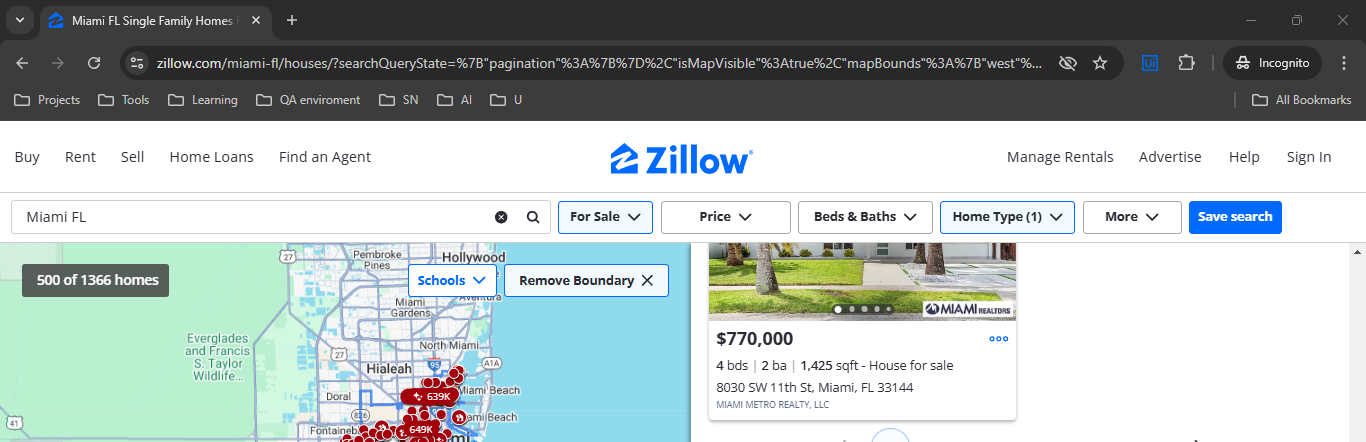 Miami FL Single Family Homes
zillow.com/miami-fl/houses/?searchQueryState=%7B"pagination"%3A%7B%7D%2C"isMapVisible"%3Atrue%2C"mapBounds"%3A%7B"west"%...
Incognito
Projects Tools Learning QA enviroment SN AI U All Bookmarks
Buy Rent Sell Home Loans Find an Agent Zillow Manage Rentals Advertise Help Sign In
Miami FL For Sale Price Beds & Baths Home Type (1) More Save search
500 of 1366 homes
Schools
Remove Boundary
27
Pembroke
Pines
Hollywood
Aventura
Miami
Gardens
Everglades
and Francis
S. Taylor
Wildlife...
27
North Miami
95
A1A
Hialeah
Miami Beach
Doral
639K
826
Miami Beach
41
649K
MIAMI REALTORS
$770,000
4 bds | 2 ba | 1,425 sqft - House for sale
8030 SW 11th St, Miami, FL 33144
MIAMI METRO REALTY, LLC